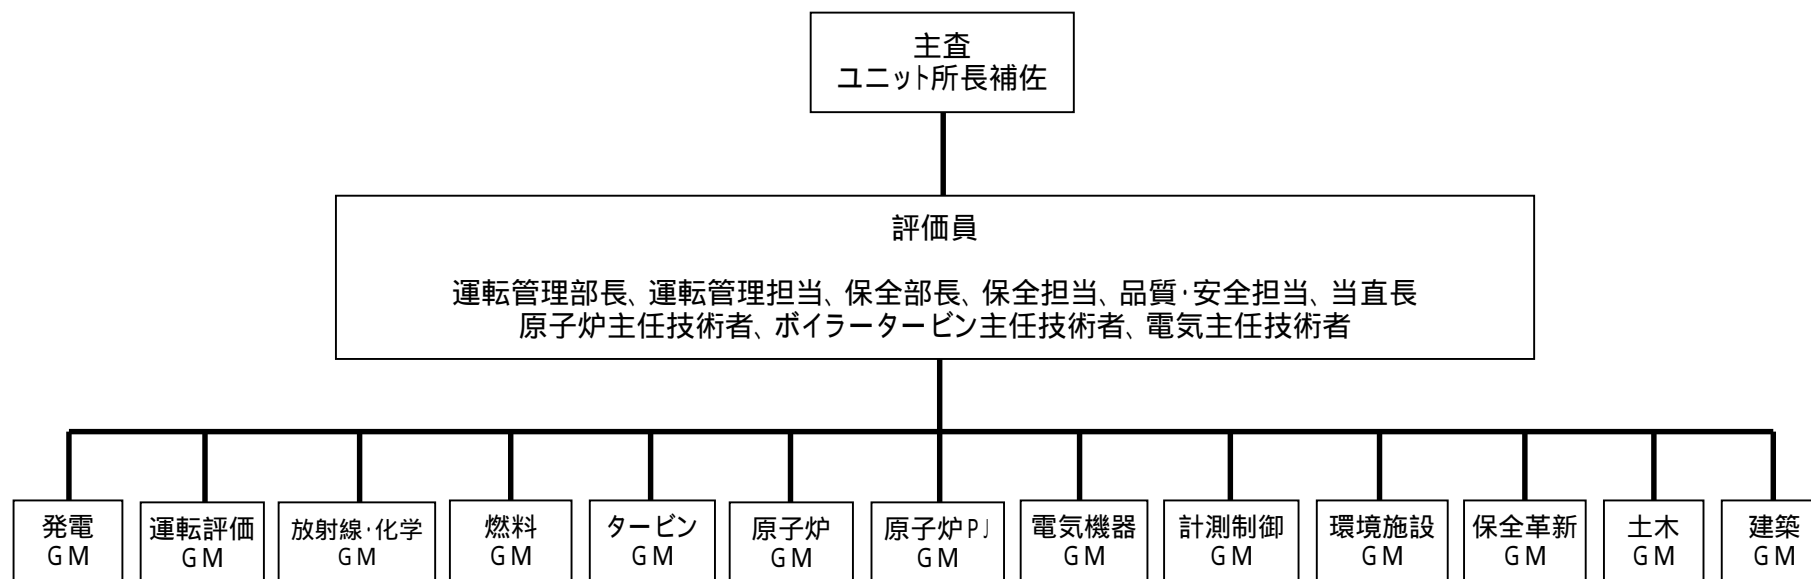 主査
ユニット所長補佐
評価員
運転管理部長、運転管理担当、保全部長、保全担当、品質・安全担当、当直長
原子炉主任技術者、ボイラータービン主任技術者、電気主任技術者
発電
GM
運転評価
GM
放射線・化学
GM
燃料
GM
タービン
GM
原子炉
GM
原子炉PJ
GM
電気機器
GM
計測制御
GM
環境施設
GM
保全革新
GM
土木
GM
建築
GM